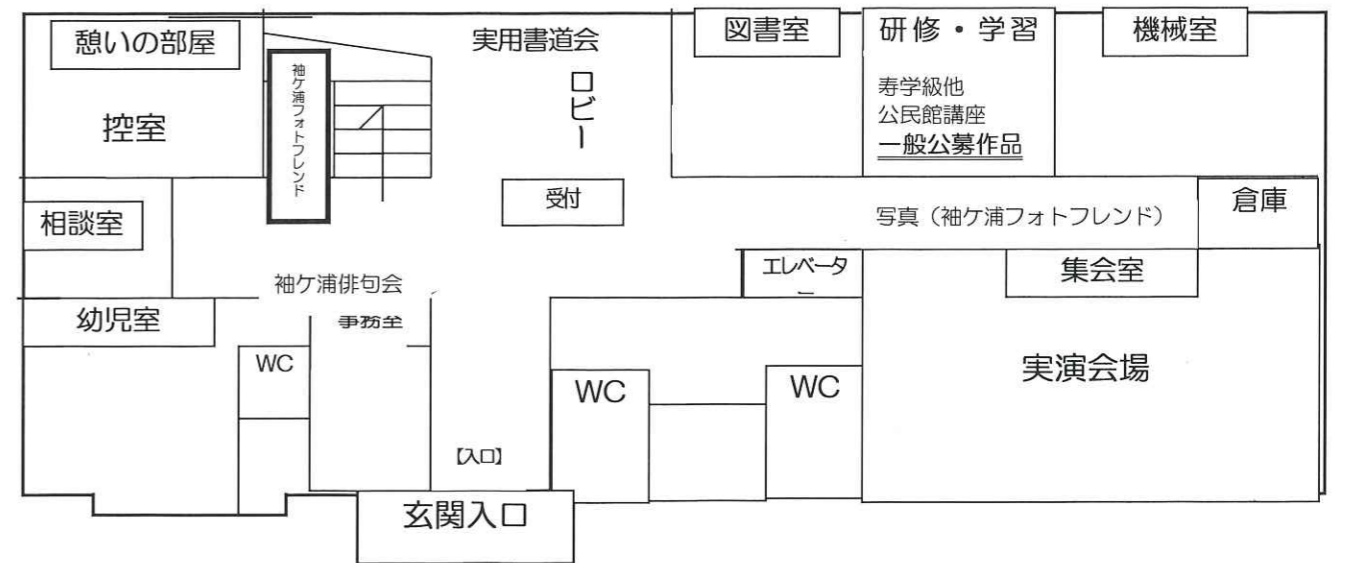 憩いの部屋
控室
袖ケ浦フォトフレンド
実用書道会
ロビー
受付
図書室
研修・学習
寿学級他
公民館講座
一般公募作品
機械室
相談室
写真（袖ケ浦フォトフレンド）
倉庫
エレベーター
集会室
袖ケ浦俳句会
幼児室
事務室
WC
WC
WC
実演会場
【入口】
玄関入口